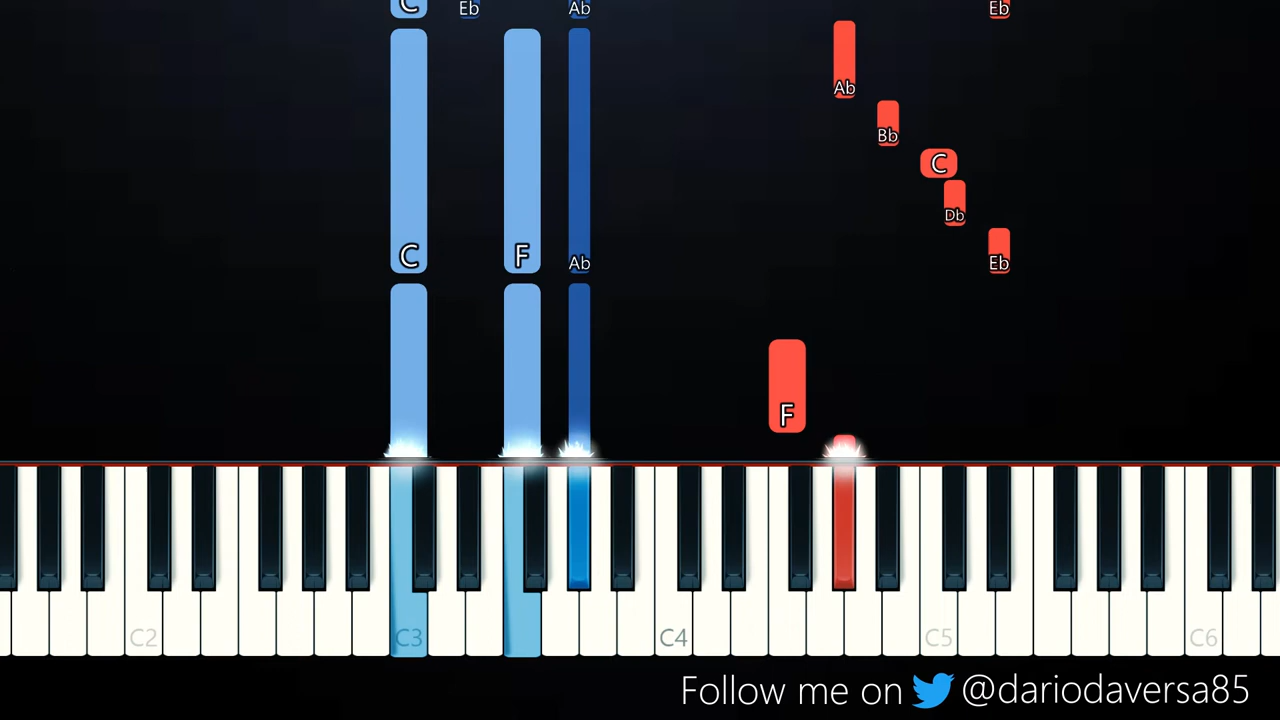 C Eb Ab Eb
Ab
Bb
C
Db
C F Ab Eb
F
C2 C3 C4 C5 C6
Follow me on @dariodaversa85